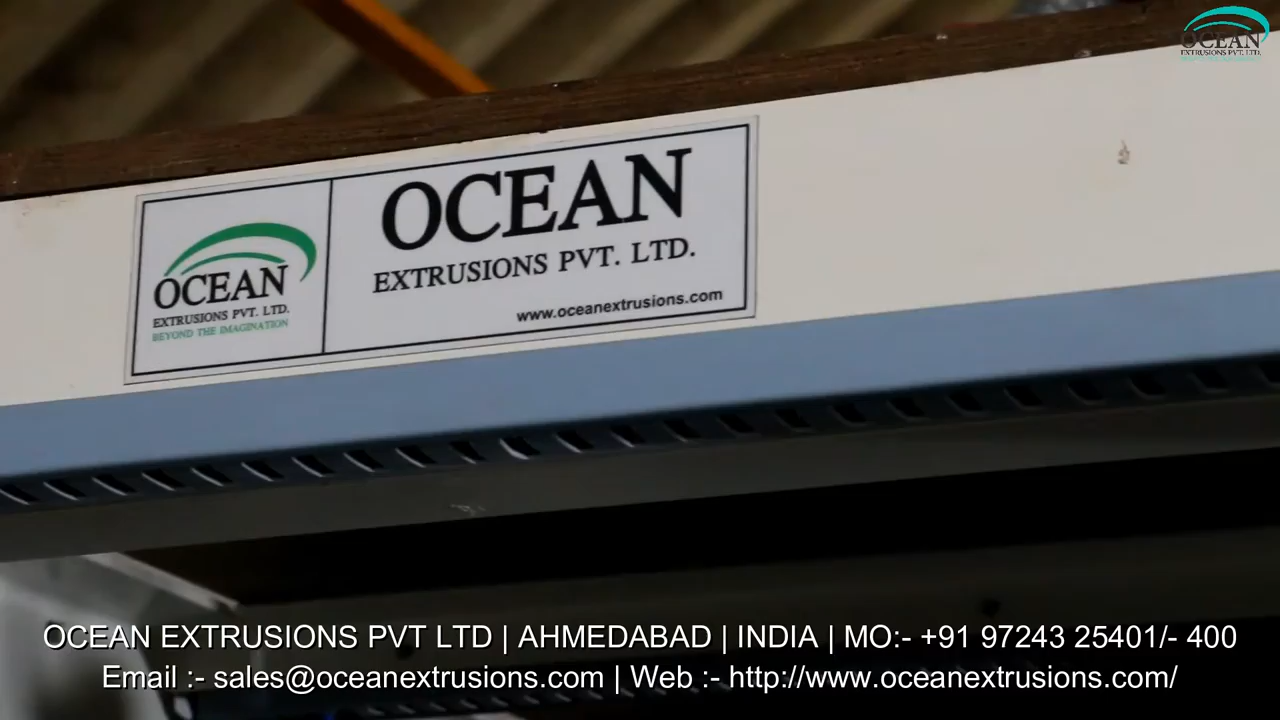 OCEAN
EXTRUSIONS PVT. LTD.
OCEAN
EXTRUSIONS PVT. LTD.
BEYOND THE IMAGINATION
OCEAN
EXTRUSIONS PVT. LTD.
www.oceanextrusions.com
OCEAN EXTRUSIONS PVT LTD | AHMEDABAD | INDIA | MO:- +91 97243 25401/- 400
Email :- sales@oceanextrusions.com | Web :- http://www.oceanextrusions.com/